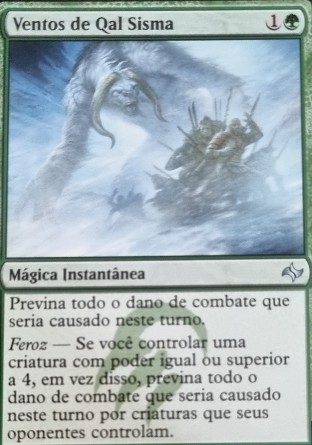 Ventos de Qal Sisma 1
Mágica Instantânea
Previna todo o dano de combate que
seria causado neste turno.
Feroz — Se você controlar uma
criatura com poder igual ou superior
a 4, em vez disso, previna todo o
dano de combate que seria causado
neste turno por criaturas que seus
oponentes controlam.